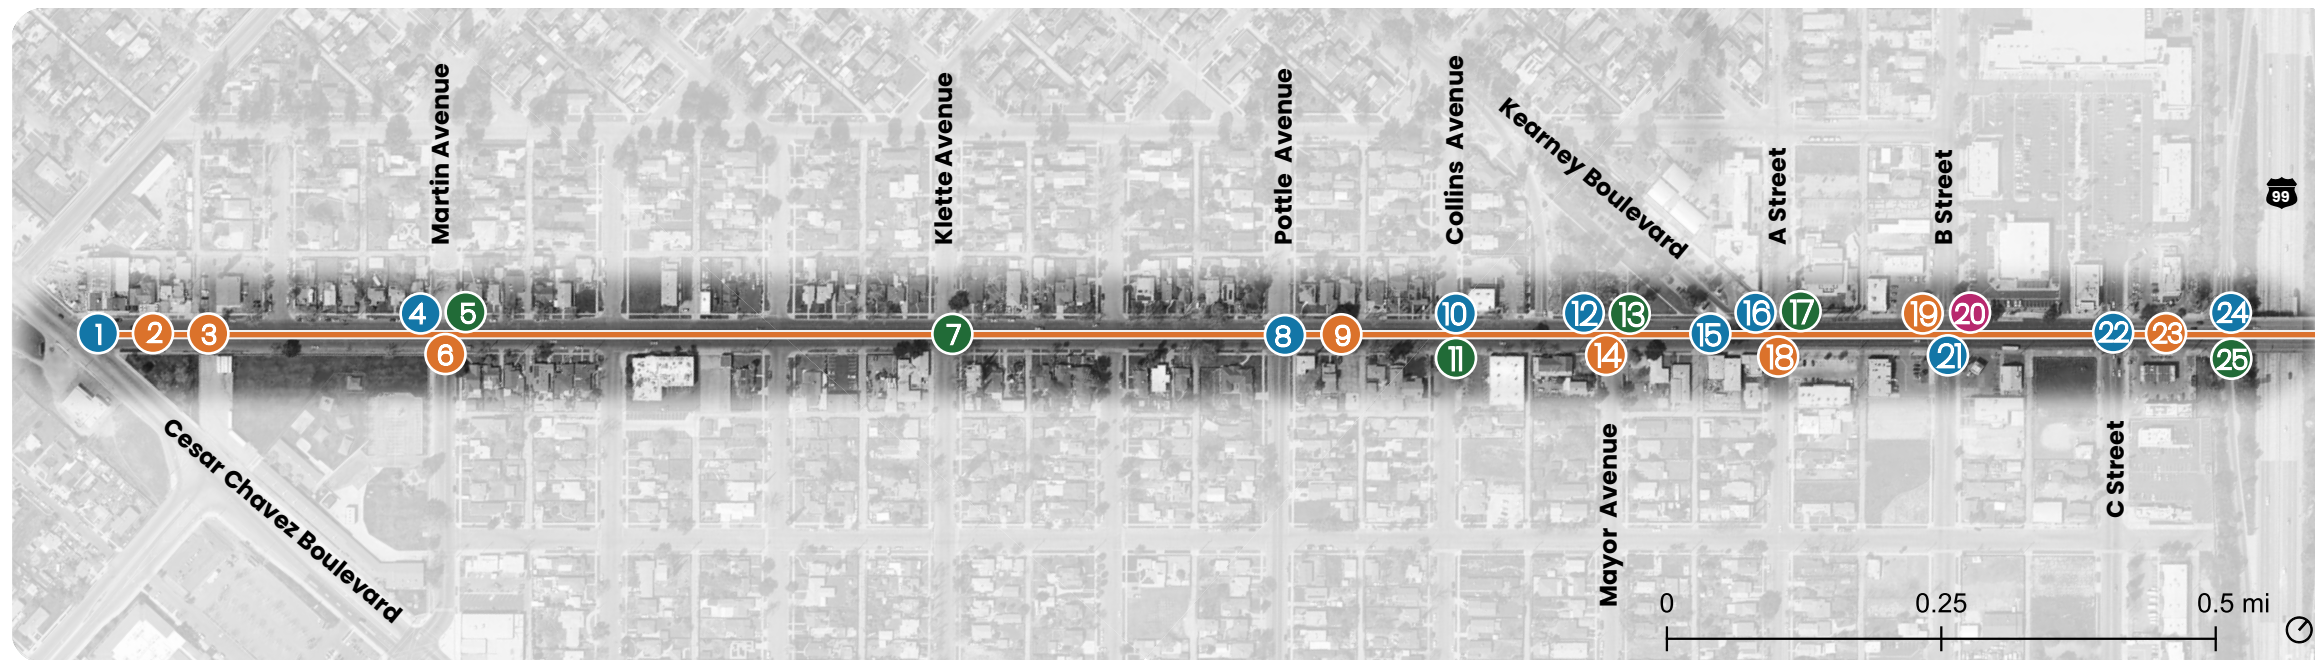 Martin Avenue
Klette Avenue
Pottle Avenue
Collins Avenue
Kearney Boulevard
A Street
B Street
99
1
2
3
4
5
6
7
8
9
10
11
12
13
14
15
16
17
18
19
20
21
22
23
24
25
Cesar Chavez Boulevard
Mayor Avenue
C Street
0 0.25 0.5 mi